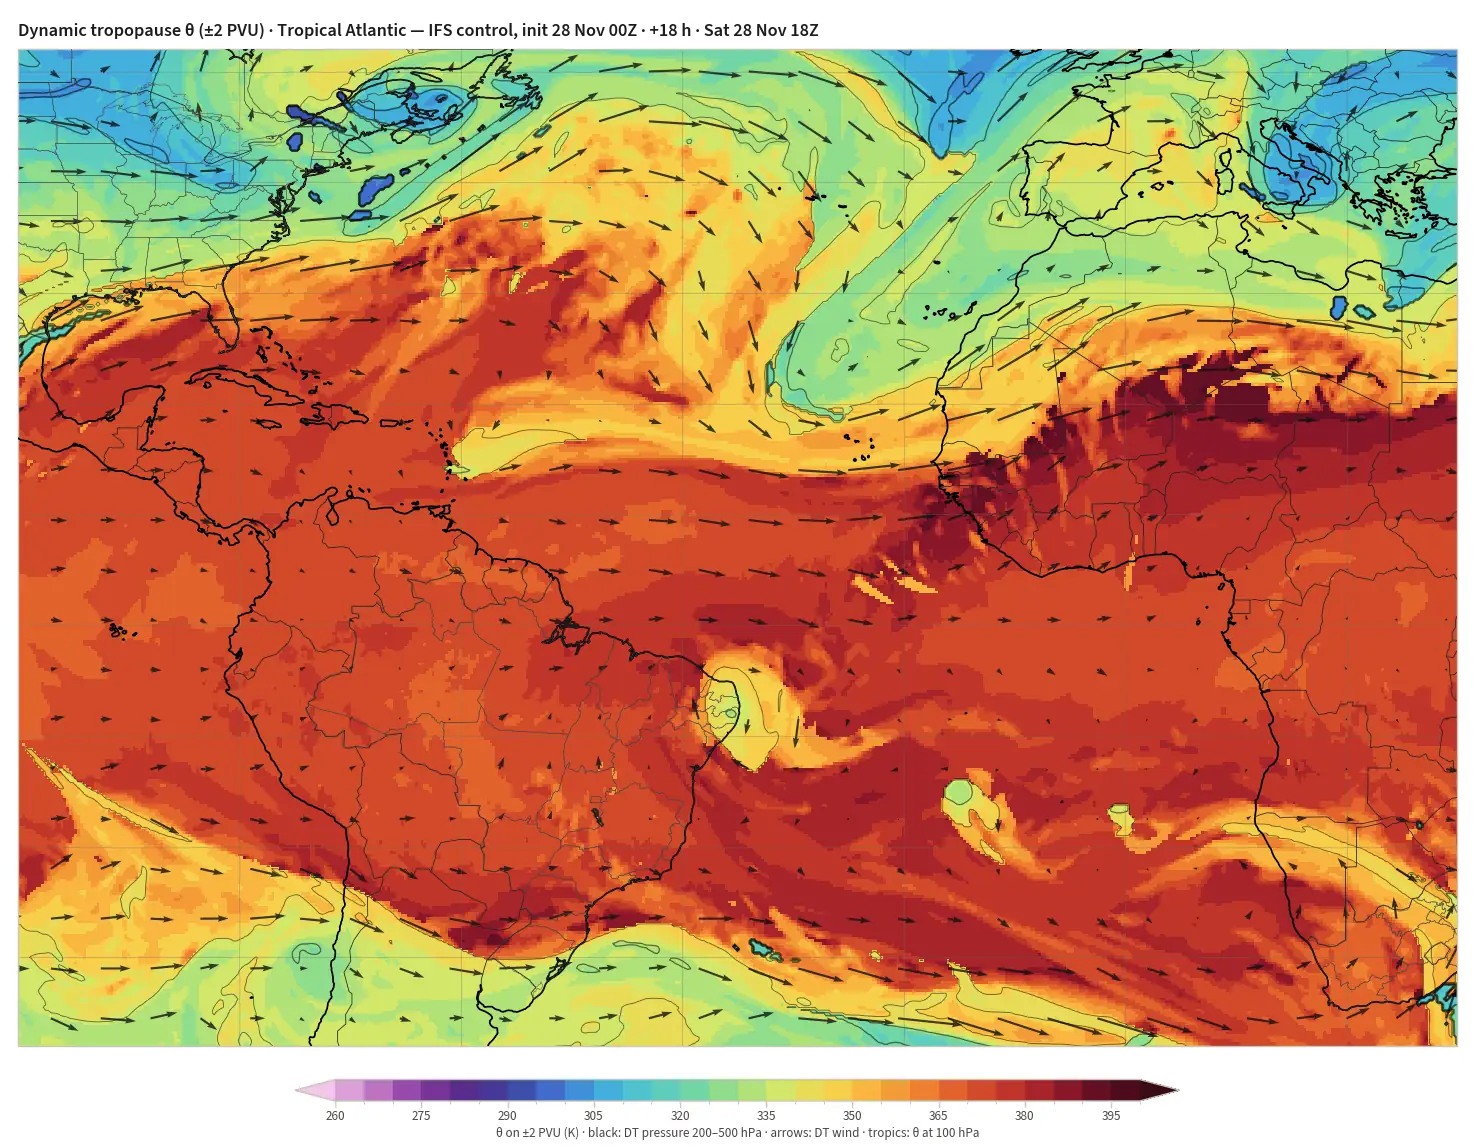 Dynamic tropopause θ (±2 PVU) · Tropical Atlantic — IFS control, init 28 Nov 00Z · +18 h · Sat 28 Nov 18Z
260 275 290 305 320 335 350 365 380 395
θ on ±2 PVU (K) · black: DT pressure 200–500 hPa · arrows: DT wind · tropics: θ at 100 hPa